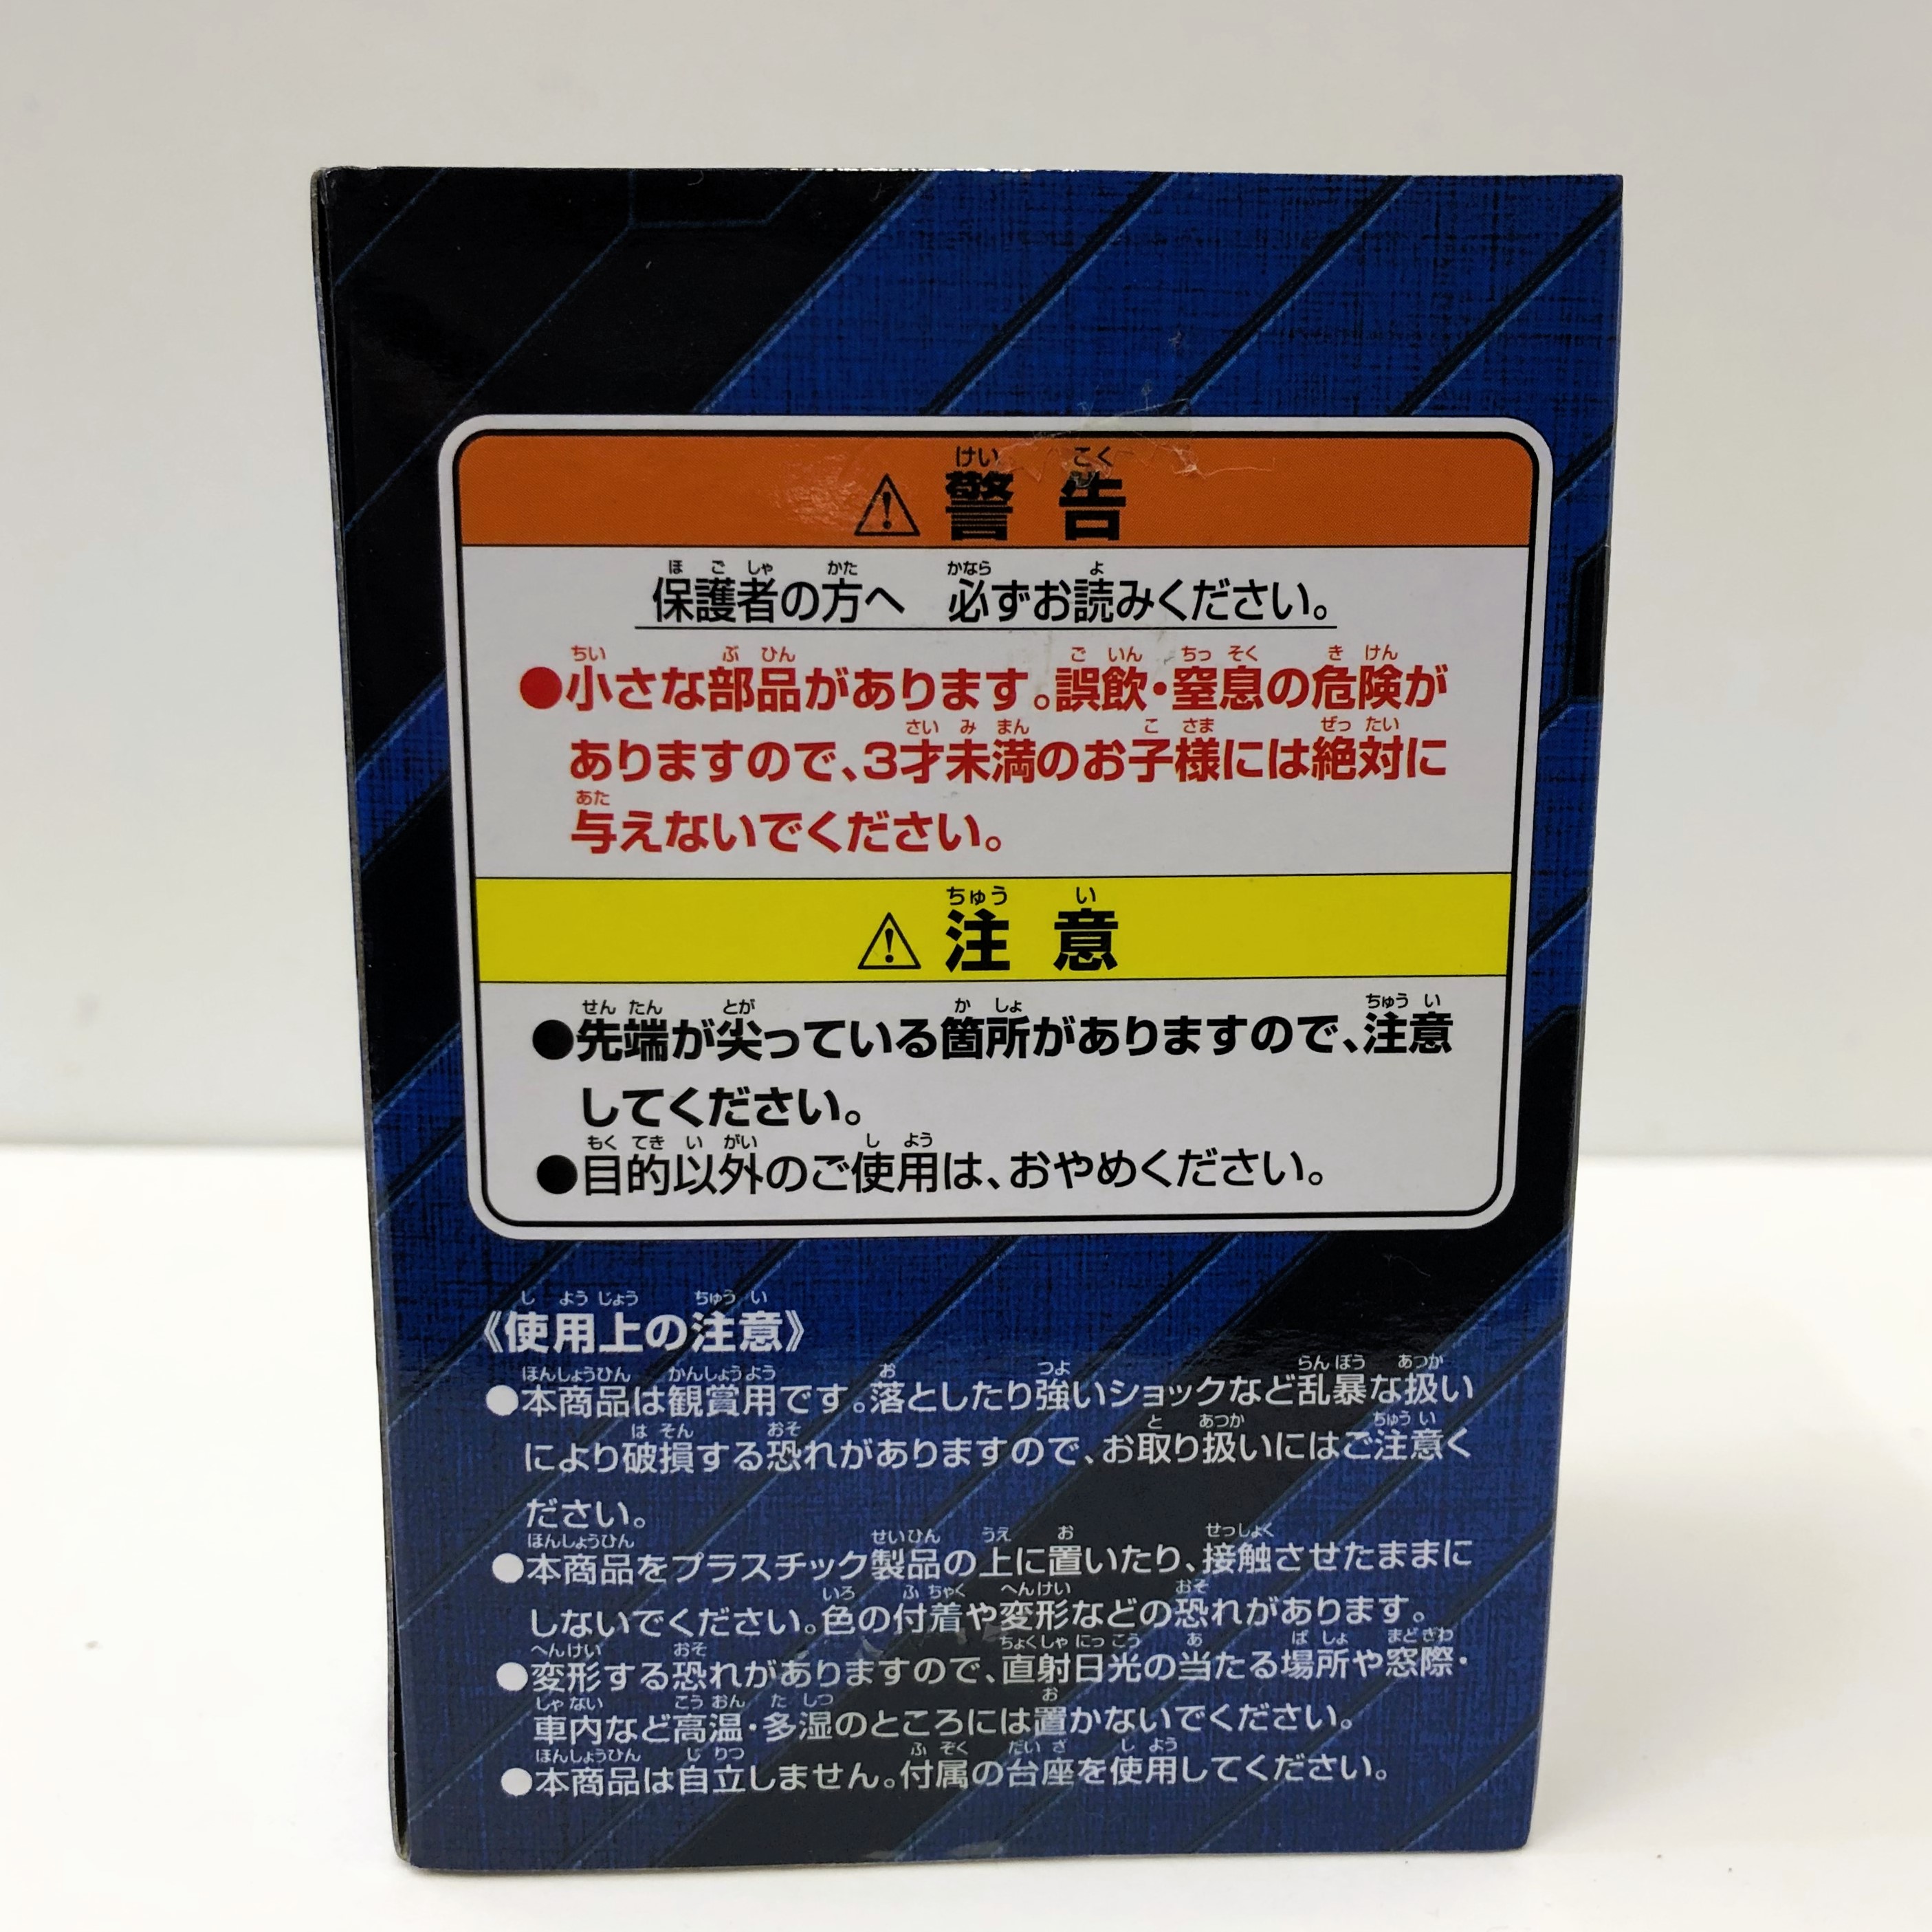 ⚠ 警告
保護者の方へ 必ずお読みください。
●小さな部品があります。誤飲・窒息の危険が
ありますので、3才未満のお子様には絶対に
与えないでください。
⚠ 注意
●先端が尖っている箇所がありますので、注意
してください。
●目的以外のご使用は、おやめください。
《使用上の注意》
●本商品は観賞用です。落としたり強いショックなど乱暴な扱い
により破損する恐れがありますので、お取り扱いにはご注意く
ださい。
●本商品をプラスチック製品の上に置いたり、接触させたままに
しないでください。色の付着や変形などの恐れがあります。
●変形する恐れがありますので、直射日光の当たる場所や窓際・
車内など高温・多湿のところには置かないでください。
●本商品は自立しません。付属の台座を使用してください。